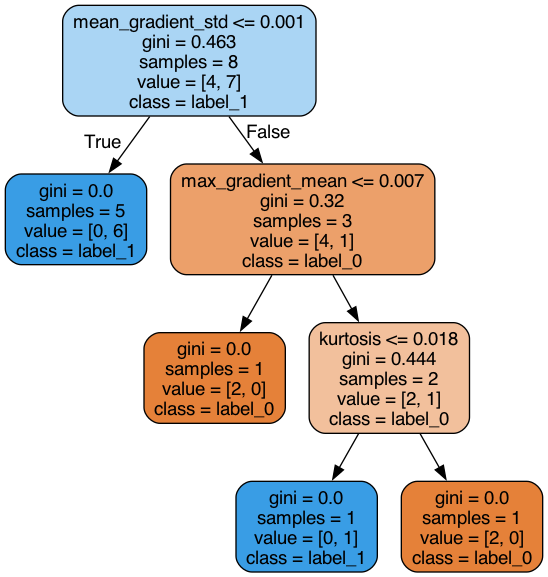 mean_gradient_std <= 0.001
gini = 0.463
samples = 8
value = [4, 7]
class = label_1
True
False
gini = 0.0
samples = 5
value = [0, 6]
class = label_1
max_gradient_mean <= 0.007
gini = 0.32
samples = 3
value = [4, 1]
class = label_0
gini = 0.0
samples = 1
value = [2, 0]
class = label_0
kurtosis <= 0.018
gini = 0.444
samples = 2
value = [2, 1]
class = label_0
gini = 0.0
samples = 1
value = [0, 1]
class = label_1
gini = 0.0
samples = 1
value = [2, 0]
class = label_0